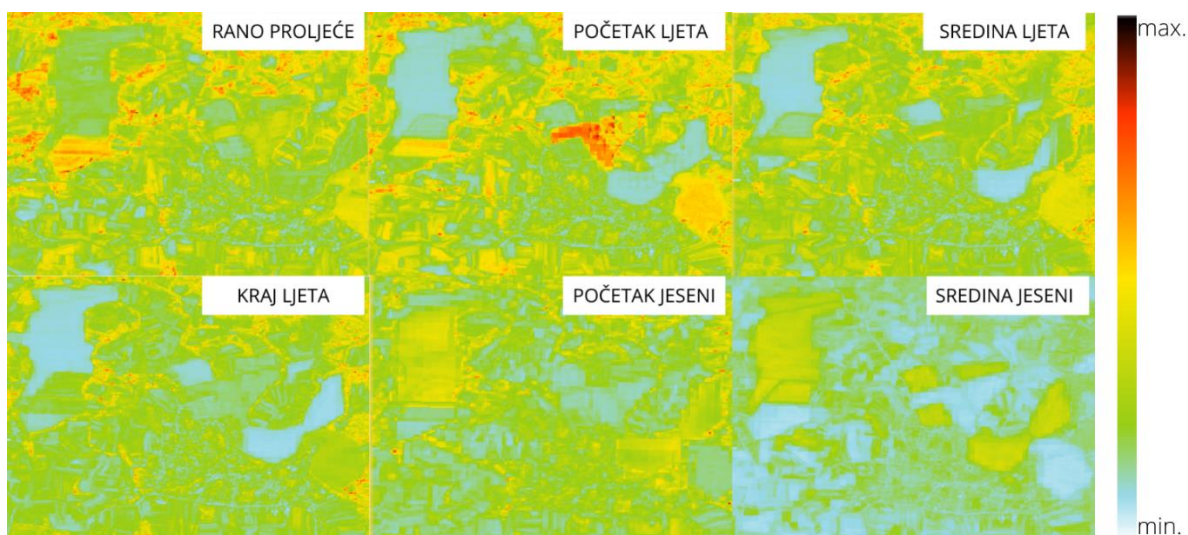 RANO PROLJEĆE
POČETAK LJETA
SREDINA LJETA
max.
KRAJ LJETA
POČETAK JESENI
SREDINA JESENI
min.